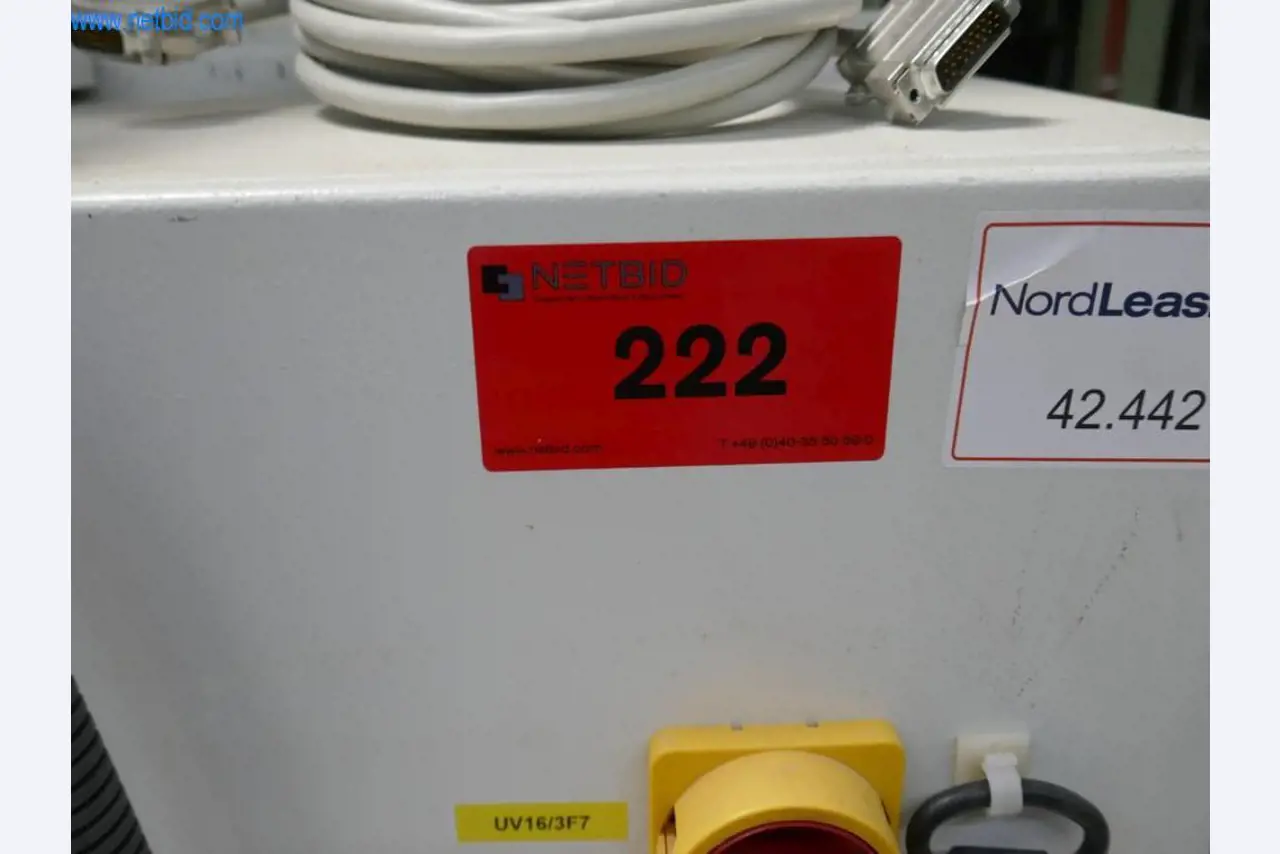 www.netbid.com
NETBID
222
www.netbid.com
T +49 (0)40-35 50 59-0
NordLeas
42.442
UV16/3F7